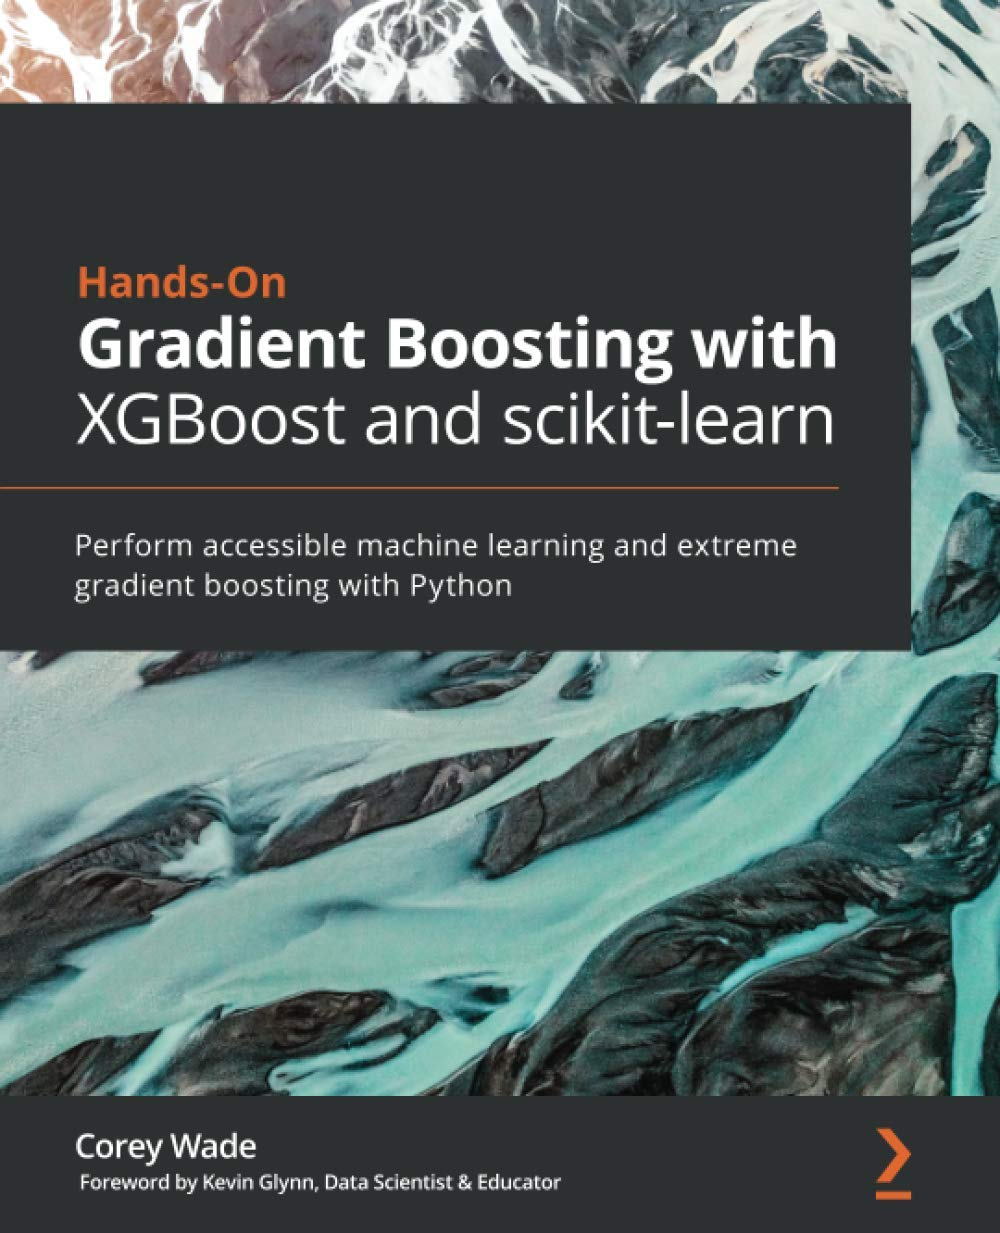 Hands-On
Gradient Boosting with
XGBoost and scikit-learn
Perform accessible machine learning and extreme
gradient boosting with Python
Corey Wade
Foreword by Kevin Glynn, Data Scientist & Educator